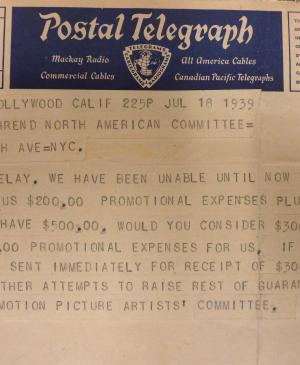 Postal Telegraph
Mackay Radio All America Cables
Commercial Cables Canadian Pacific Telegraphs
OLLYWOOD CALIF 225P JUL 18 1939
HREND NORTH AMERICAN COMMITTEE=
H AVE=NYC.
ELAY. WE HAVE BEEN UNABLE UNTIL NOW
US $200.00 PROMOTIONAL EXPENSES PLU
HAVE $500.00. WOULD YOU CONSIDER $30
.00 PROMOTIONAL EXPENSES FOR US. IF
SENT IMMEDIATELY FOR RECEIPT OF $30
THER ATTEMPTS TO RAISE REST OF GUARAN
MOTION PICTURE ARTISTS' COMMITTEE.